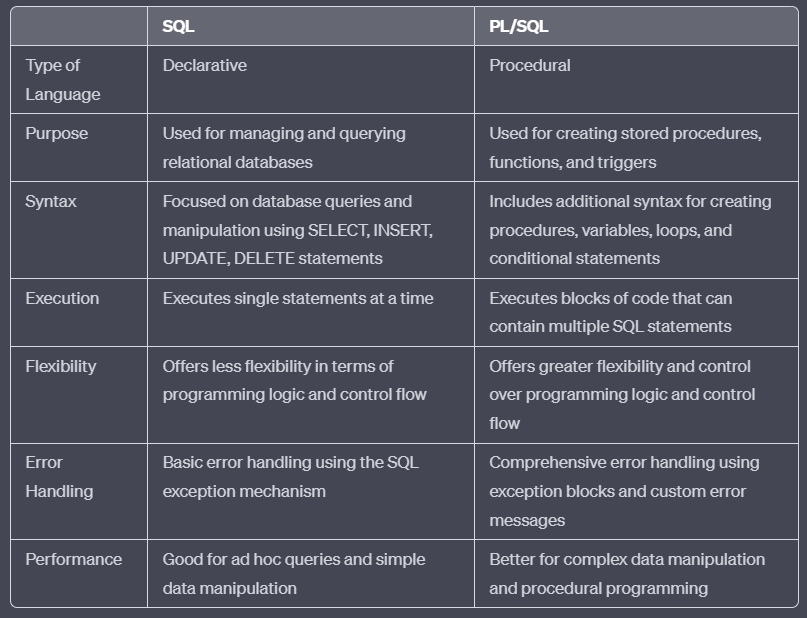 SQL PL/SQL
Type of Declarative Procedural
Language
Purpose Used for managing and querying Used for creating stored procedures,
relational databases functions, and triggers
Syntax Focused on database queries and Includes additional syntax for creating
manipulation using SELECT, INSERT, procedures, variables, loops, and
UPDATE, DELETE statements conditional statements
Execution Executes single statements at a time Executes blocks of code that can
contain multiple SQL statements
Flexibility Offers less flexibility in terms of Offers greater flexibility and control
programming logic and control flow over programming logic and control
flow
Error Basic error handling using the SQL Comprehensive error handling using
Handling exception mechanism exception blocks and custom error
messages
Performance Good for ad hoc queries and simple Better for complex data manipulation
data manipulation and procedural programming